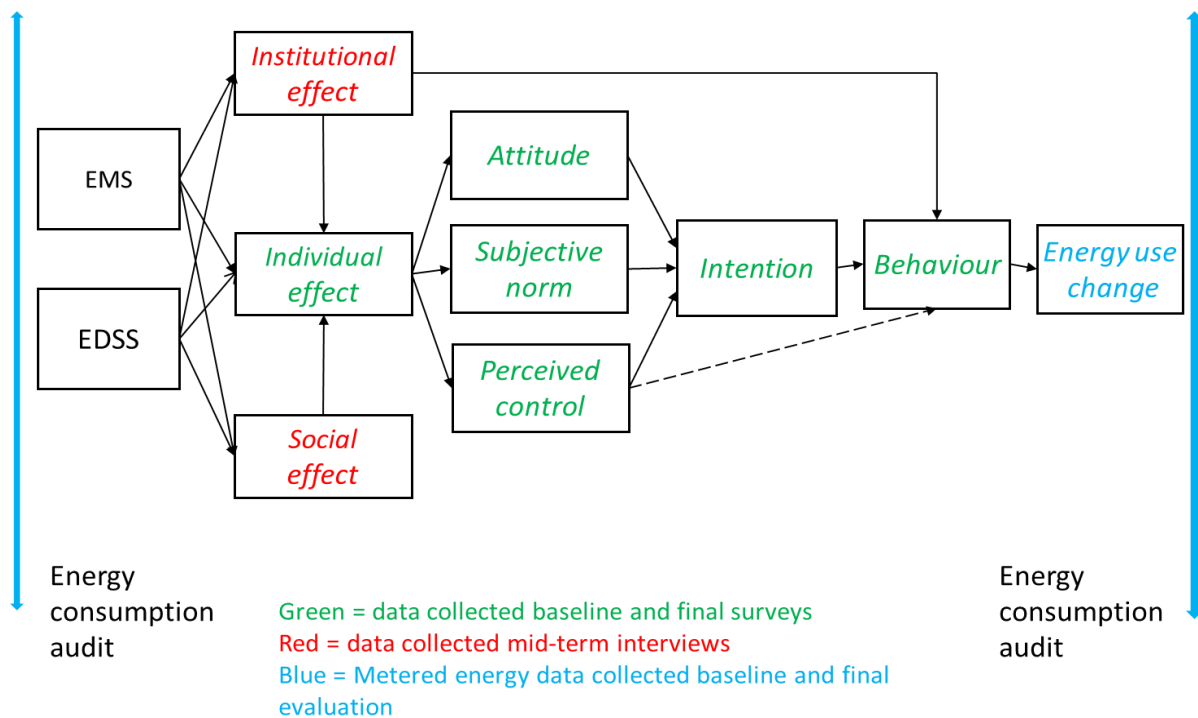 Institutional
effect
EMS
Attitude
Individual
effect
Subjective
norm
Intention
Behaviour
Energy use
change
EDSS
Perceived
control
Social
effect
Energy
consumption
audit
Energy
consumption
audit
Green = data collected baseline and final surveys
Red = data collected mid-term interviews
Blue = Metered energy data collected baseline and final
evaluation